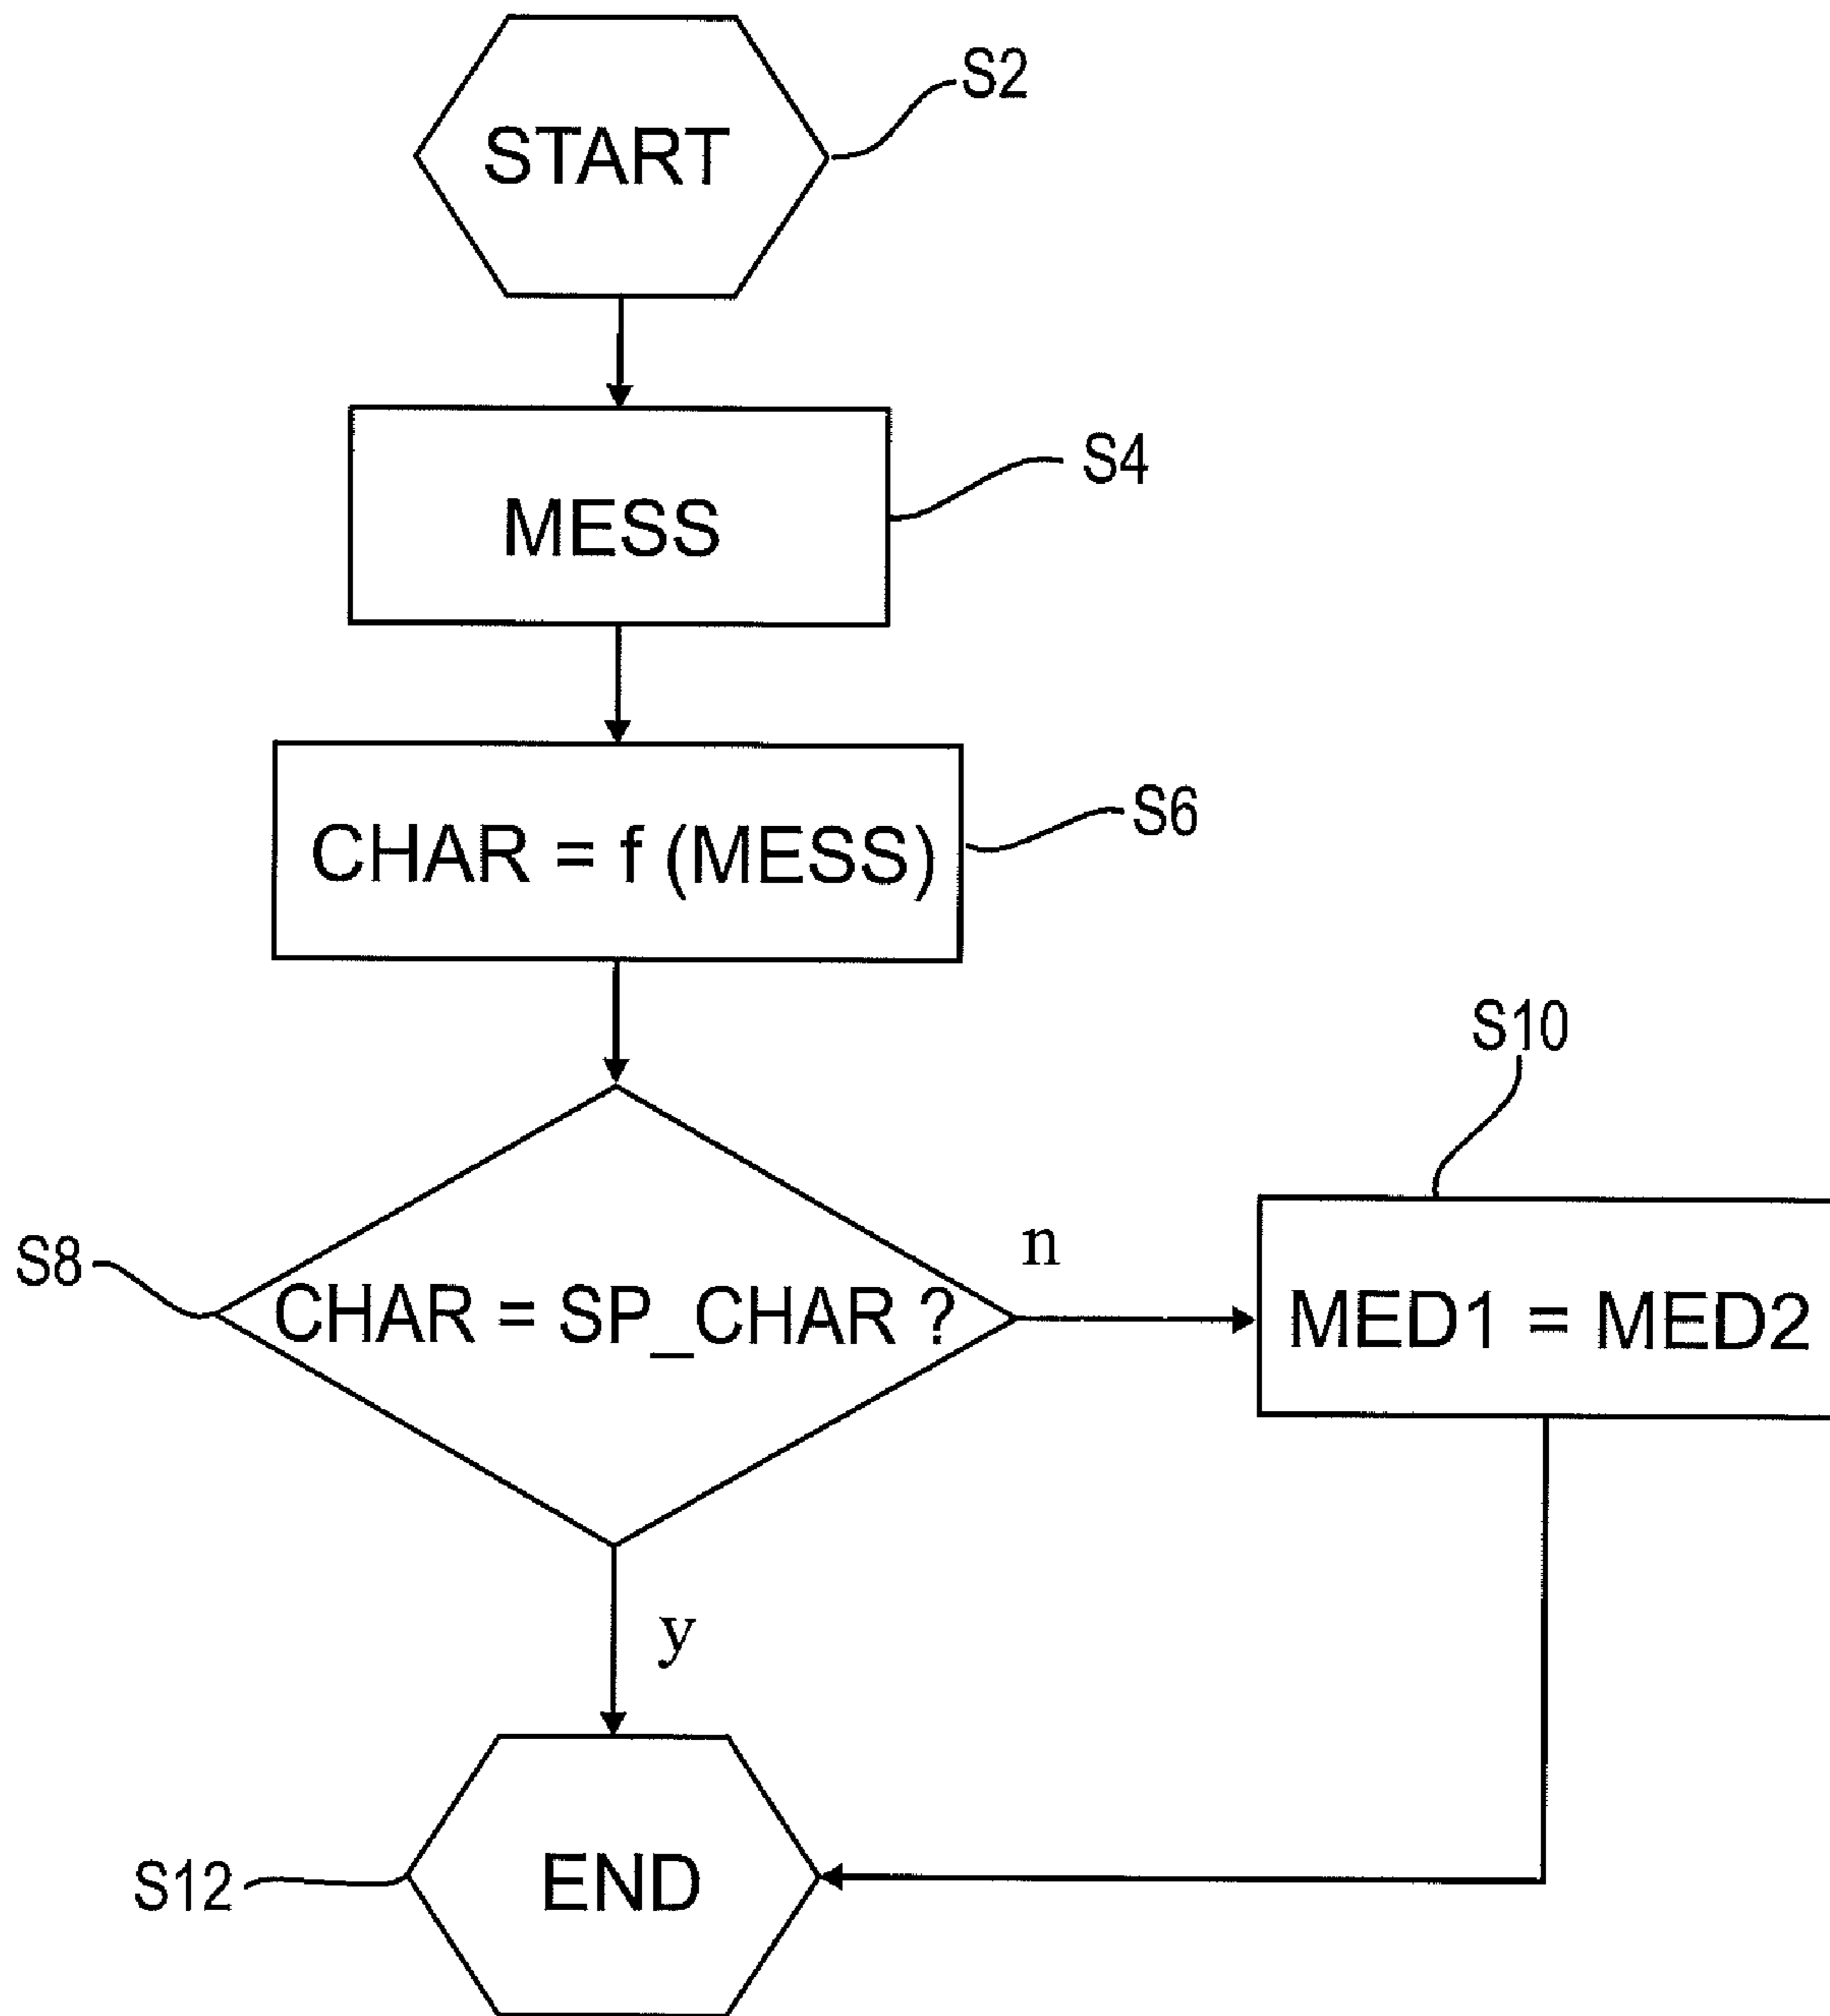 START
S2
MESS
S4
CHAR = f (MESS)
S6
S10
S8
CHAR = SP_CHAR ?
n
MED1 = MED2
y
S12
END